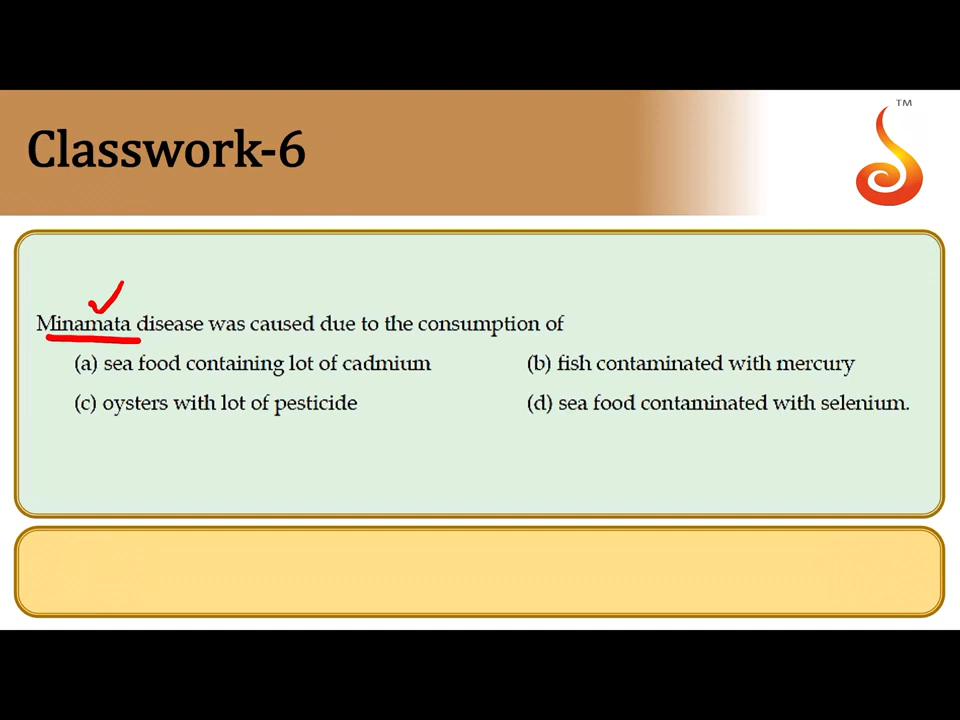 TM
Classwork-6
Minamata disease was caused due to the consumption of
(a) sea food containing lot of cadmium (b) fish contaminated with mercury
(c) oysters with lot of pesticide (d) sea food contaminated with selenium.